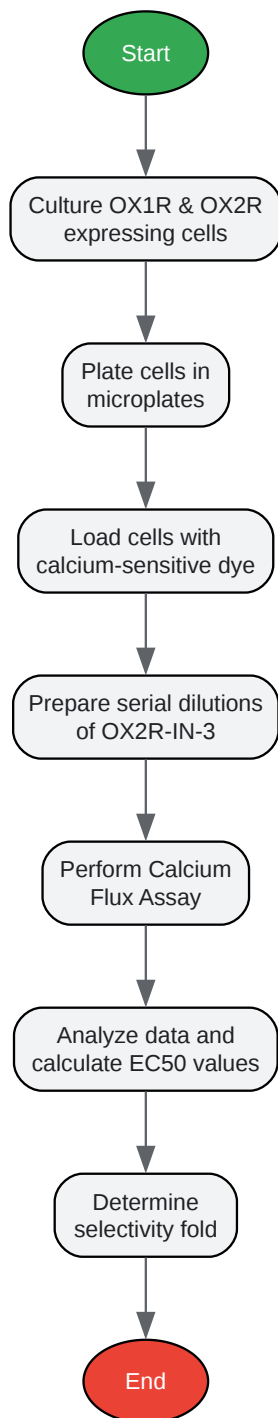 Start
Culture OX1R & OX2R
expressing cells
Plate cells in
microplates
Load cells with
calcium-sensitive dye
Prepare serial dilutions
of OX2R-IN-3
Perform Calcium
Flux Assay
Analyze data and
calculate EC50 values
Determine
selectivity fold
End